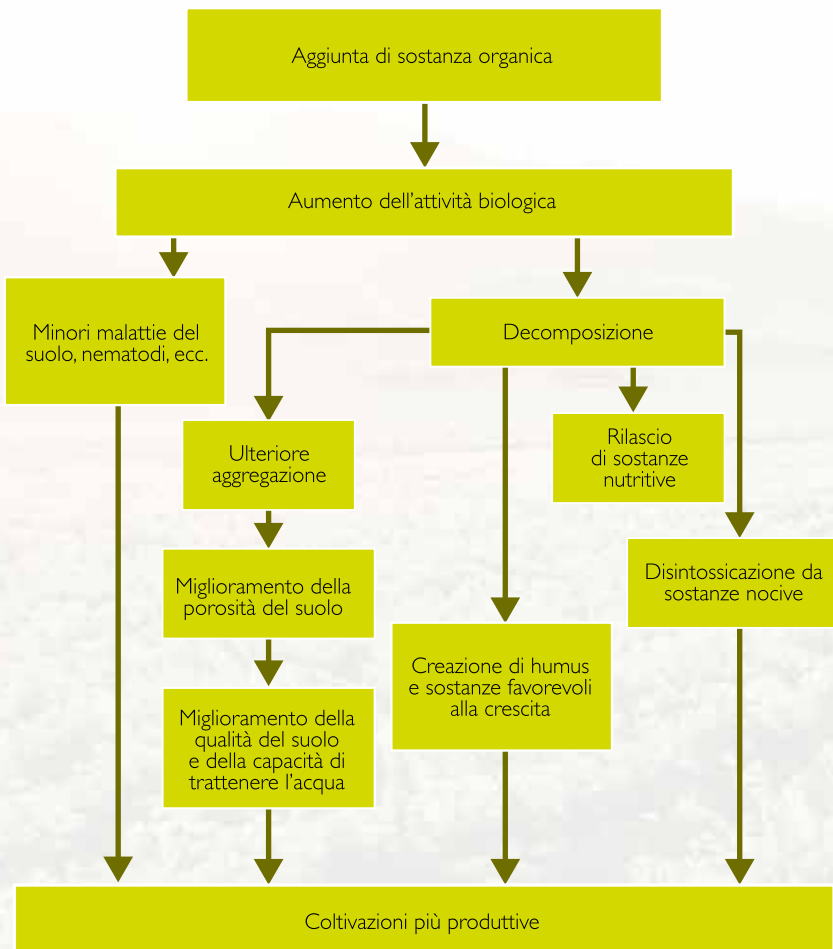 Aggiunta di sostanza organica
Aumento dell'attività biologica
Minori malattie del
suolo, nematodi, ecc.
Decomposizione
Ulteriore
aggregazione
Rilascio
di sostanze
nutritive
Miglioramento della
porosità del suolo
Disintossicazione da
sostanze nocive
Creazione di humus
e sostanze favorevoli
alla crescita
Miglioramento della
qualità del suolo
e della capacità di
trattenere l'acqua
Coltivazioni più produttive